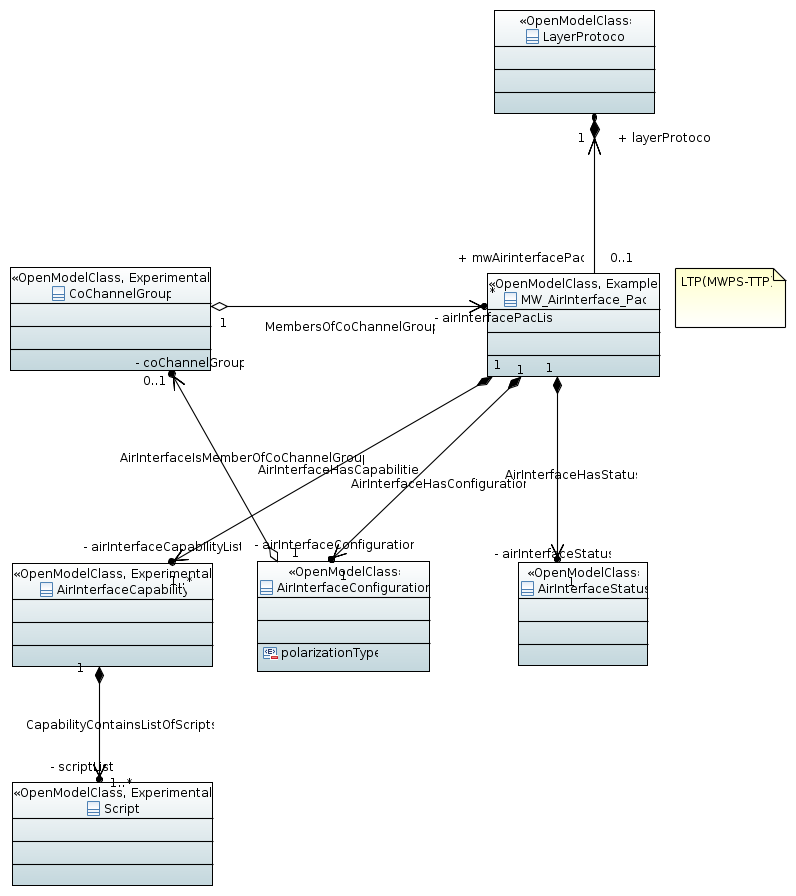 «OpenModelClass»
LayerProtoco
1
+ layerProtoco
+ mwAirinterfacePac
0..1
«OpenModelClass, Experimental
CoChannelGroup
1
MembersOfCoChannelGroup
«OpenModelClass, Example
*
MW_AirInterface_Pac
- airInterfacePacLis
LTP(MWPS-TTP)
- coChannelGroup
0..1
1
1
1
AirInterfaceIsMemberOfCoChannelGroup
AirInterfaceHasCapabilitie
AirInterfaceHasConfiguration
AirInterfaceHasStatus
- airInterfaceCapabilityList
- airInterfaceConfiguration
1
- airInterfaceStatus
«OpenModelClass, Experimental
1..*
AirInterfaceCapability
«OpenModelClass»
1
AirInterfaceConfiguration
polarizationType
«OpenModelClass»
1
AirInterfaceStatus
1
CapabilityContainsListOfScripts
- scriptList
1..*
«OpenModelClass, Experimental
Script